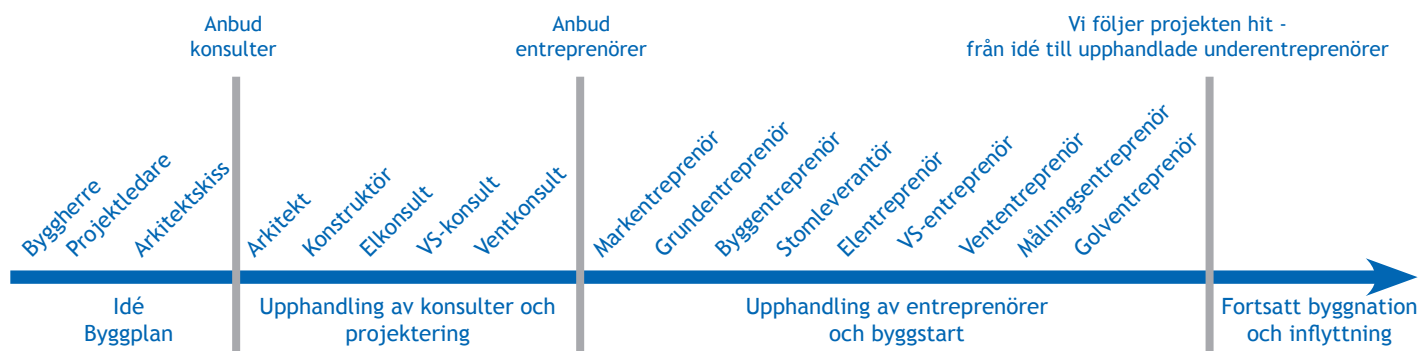 Anbud
konsulter
Anbud
entreprenörer
Vi följer projekten hit -
från idé till upphandlade underentreprenörer
Byggherre
Projektledare
Arkitektskiss
Arkitekt
Konstruktör
Elkonsult
VS-konsult
Ventkonsult
Markentreprenör
Grundentreprenör
Byggentreprenör
Stomleverantör
Elentreprenör
VS-entreprenör
Vententreprenör
Målningsentreprenör
Golventreprenör
Idé
Byggplan
Upphandling av konsulter och
projektering
Upphandling av entreprenörer
och byggstart
Fortsatt byggnation
och inflyttning